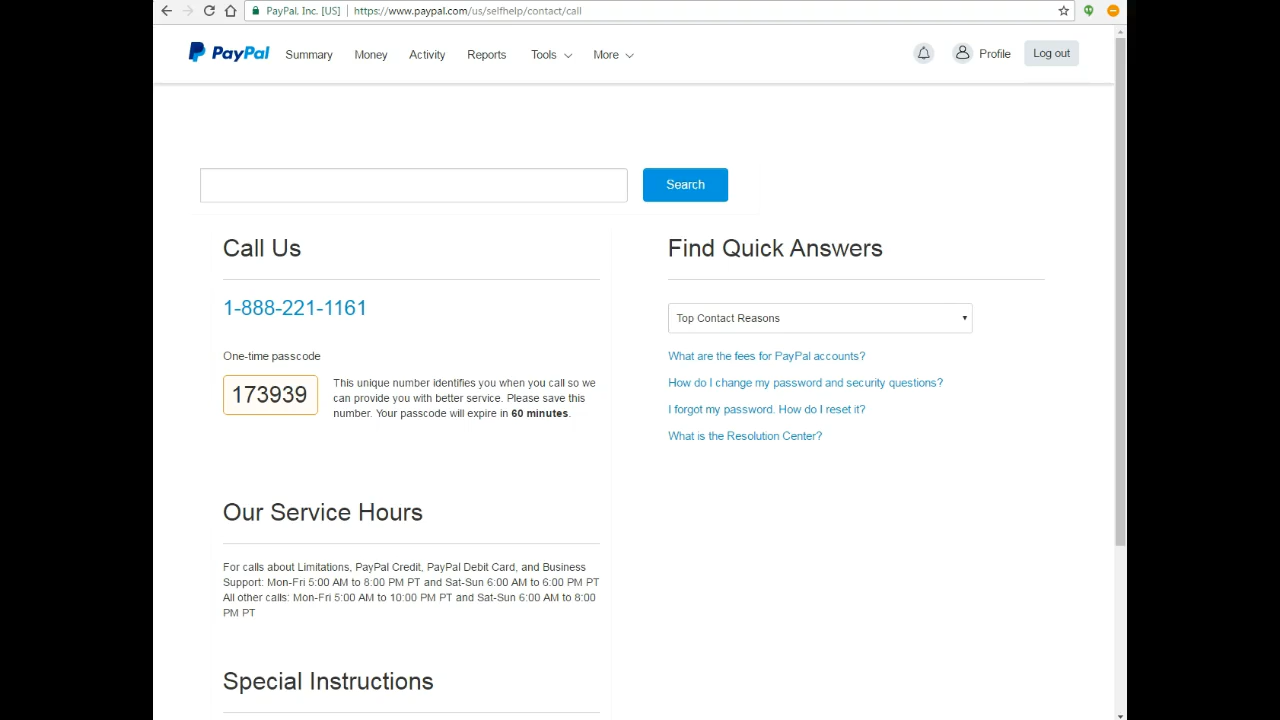 PayPal, Inc. [US] https://www.paypal.com/us/selfhelp/contact/call
PayPal Summary Money Activity Reports Tools More Profile Log out
Search
Call Us
1-888-221-1161
One-time passcode
173939
This unique number identifies you when you call so we
can provide you with better service. Please save this
number. Your passcode will expire in 60 minutes.
Our Service Hours
For calls about Limitations, PayPal Credit, PayPal Debit Card, and Business
Support: Mon-Fri 5:00 AM to 8:00 PM PT and Sat-Sun 6:00 AM to 6:00 PM PT
All other calls: Mon-Fri 5:00 AM to 10:00 PM PT and Sat-Sun 6:00 AM to 8:00
PM PT
Special Instructions
Find Quick Answers
Top Contact Reasons
What are the fees for PayPal accounts?
How do I change my password and security questions?
I forgot my password. How do I reset it?
What is the Resolution Center?